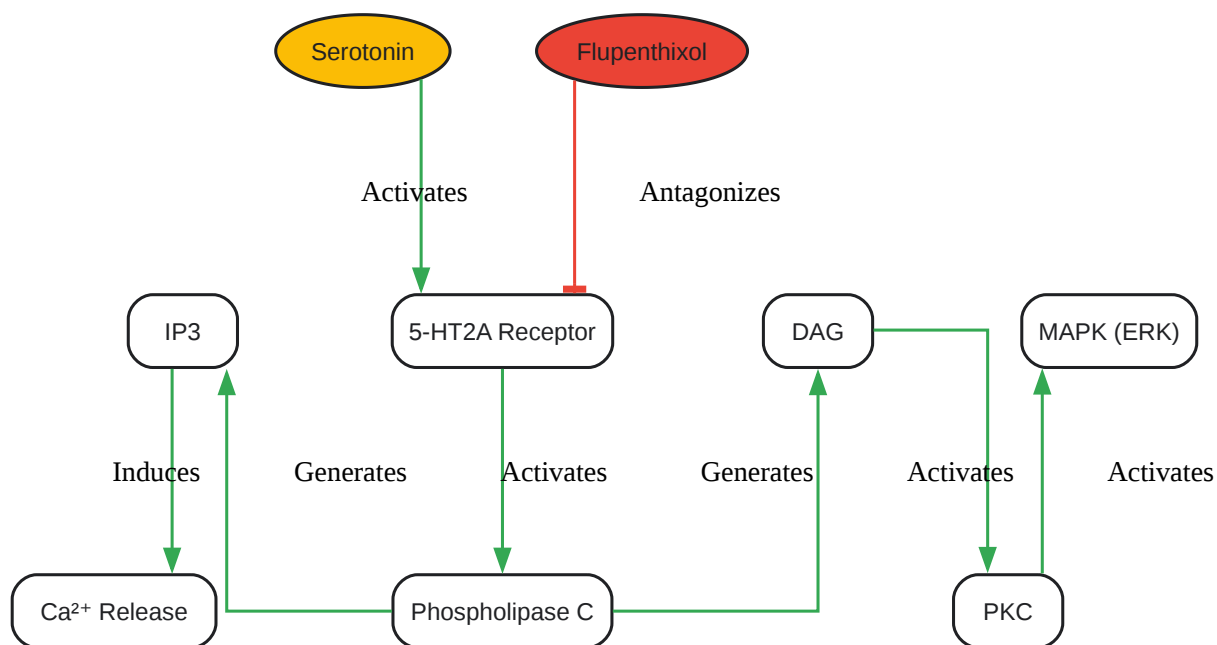 Serotonin
Flupenthixol
Activates
Antagonizes
IP3
5-HT2A Receptor
DAG
MAPK (ERK)
Induces
Generates
Activates
Generates
Activates
Activates
Ca²⁺ Release
Phospholipase C
PKC